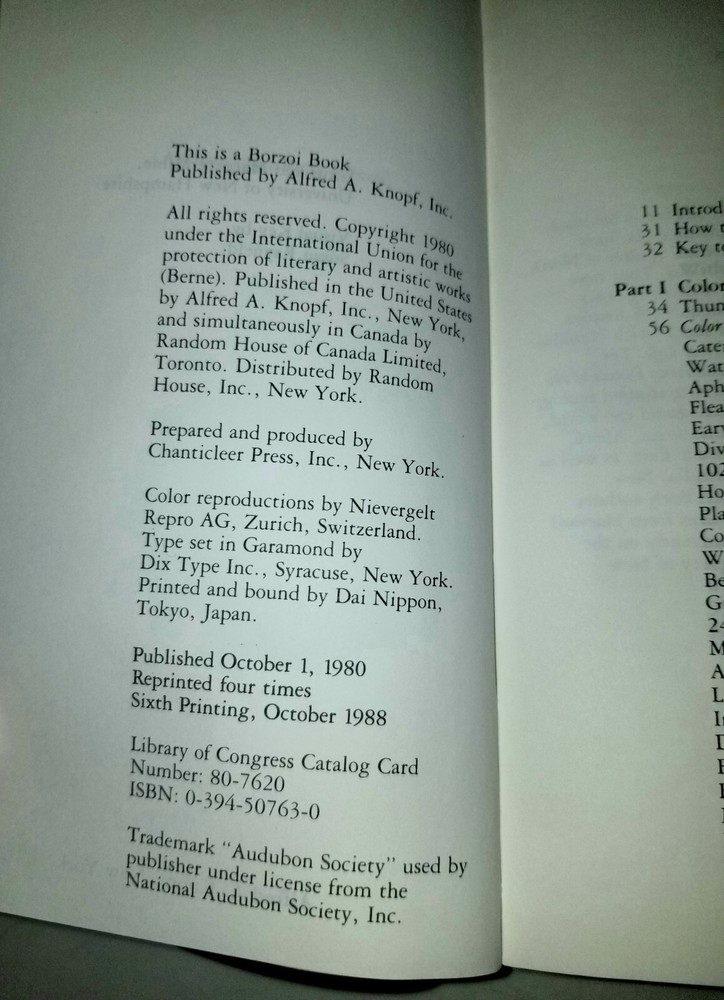 This is a Borzoi Book
Published by Alfred A. Knopf, Inc.
All rights reserved. Copyright 1980
under the International Union for the
protection of literary and artistic works
(Berne). Published in the United States
by Alfred A. Knopf, Inc., New York,
and simultaneously in Canada by
Random House of Canada Limited,
Toronto. Distributed by Random
House, Inc., New York.
Prepared and produced by
Chanticleer Press, Inc., New York.
Color reproductions by Nievergelt
Repro AG, Zurich, Switzerland.
Type set in Garamond by
Dix Type Inc., Syracuse, New York.
Printed and bound by Dai Nippon,
Tokyo, Japan.
Published October 1, 1980
Reprinted four times
Sixth Printing, October 1988
Library of Congress Catalog Card
Number: 80-7620
ISBN: 0-394-50763-0
Trademark "Audubon Society" used by
publisher under license from the
National Audubon Society, Inc.
11 Introd
31 How t
32 Key to
Part I Color
34 Thum
56 Color
Cater
Wat
Aph
Flea
Earw
Div
102
Ho
Pla
Co
W
Be
G
24
M
A
L